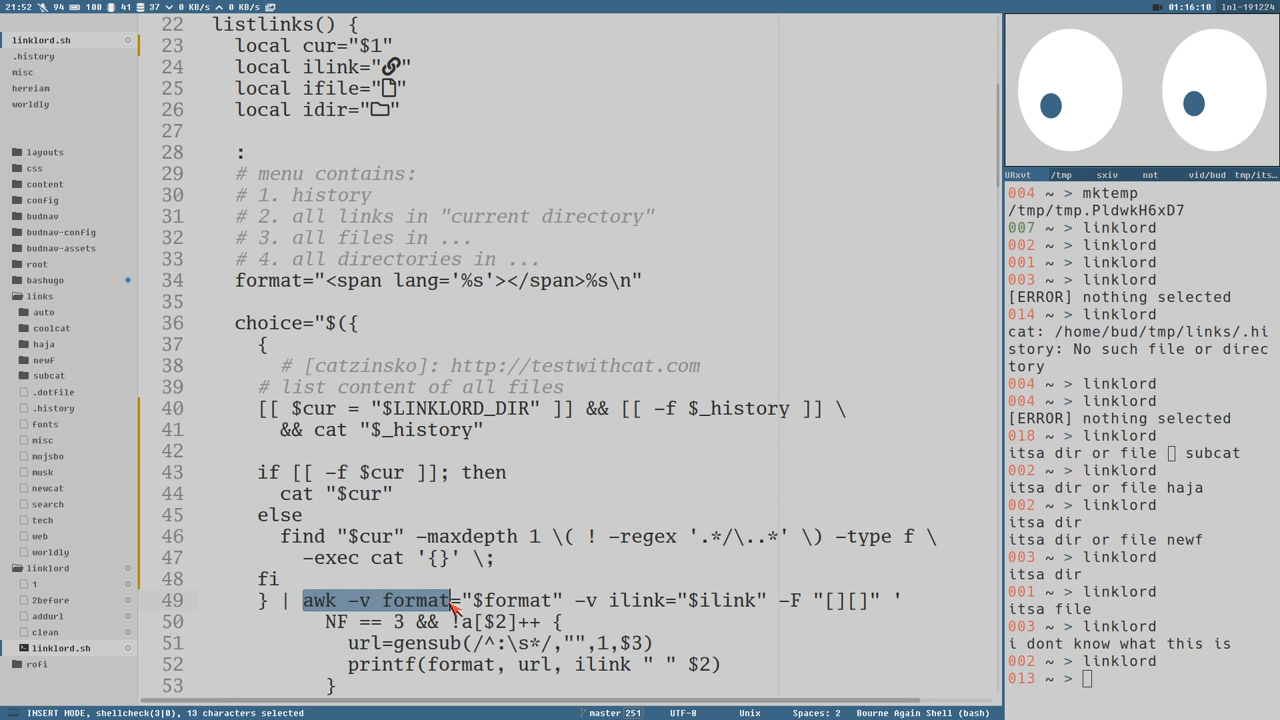 21:52 94 100 41 37 0 KB/s 0 KB/s
01:16:10 lnl-191224
linklord.sh
.history
misc
hereiam
worldly
layouts
css
content
config
budnav
budnav-config
budnav-assets
root
bashugo
links
auto
coolcat
haja
newf
subcat
.dotfile
.history
fonts
misc
mojsbo
musk
newcat
search
tech
web
worldly
linklord
1
2before
addurl
clean
linklord.sh
rofi
22 listlinks() {
23 local cur="$1"
24 local ilink=""
25 local ifile=""
26 local idir=""
27
28 :
29 # menu contains:
30 # 1. history
31 # 2. all links in "current directory"
32 # 3. all files in ...
33 # 4. all directories in ...
34 format="<span lang='%s'></span>%s\n"
35
36 choice="$({
37 {
38 # [catzinsko]: http://testwithcat.com
39 # list content of all files
40 [[ $cur = "$LINKLORD_DIR" ]] && [[ -f $_history ]] \
41 && cat "$_history"
42
43 if [[ -f $cur ]]; then
44 cat "$cur"
45 else
46 find "$cur" -maxdepth 1 \( ! -regex '.*/\..*' \) -type f \
47 -exec cat '{}' \;
48 fi
49 } | awk -v format="$format" -v ilink="$ilink" -F "[][]" '
50 NF == 3 && !a[$2]++ {
51 url=gensub(/^:\s*/,"",1,$3)
52 printf(format, url, ilink " " $2)
53 }
URxvt /tmp sxiv not vid/bud tmp/its…
004 ~ > mktemp
/tmp/tmp.PldwkH6xD7
007 ~ > linklord
002 ~ > linklord
001 ~ > linklord
003 ~ > linklord
[ERROR] nothing selected
014 ~ > linklord
cat: /home/bud/tmp/links/.hi
story: No such file or direc
tory
004 ~ > linklord
004 ~ > linklord
[ERROR] nothing selected
018 ~ > linklord
itsa dir or file subcat
002 ~ > linklord
itsa dir or file haja
002 ~ > linklord
itsa dir
002 ~ > linklord
itsa dir or file newf
003 ~ > linklord
itsa dir
001 ~ > linklord
itsa file
003 ~ > linklord
i dont know what this is
002 ~ > linklord
013 ~ >
INSERT MODE, shellcheck(3|0), 13 characters selected
master 251 UTF-8 Unix Spaces: 2 Bourne Again Shell (bash)